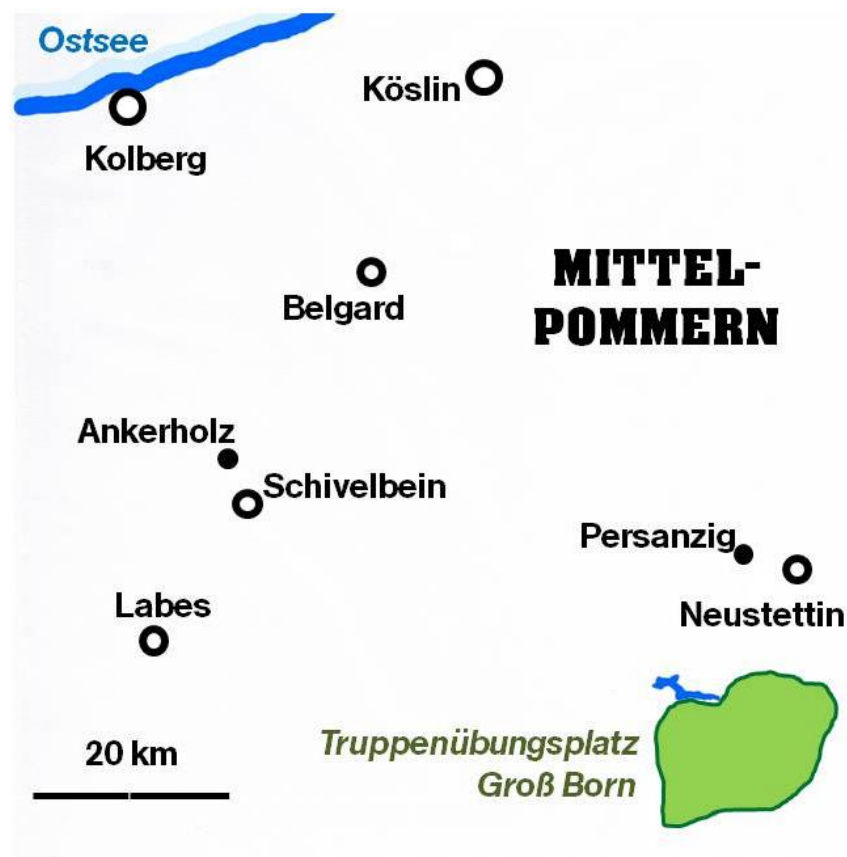 Ostsee
Köslin
Kolberg
MITTEL-
POMMERN
Belgard
Ankerholz
Schivelbein
Persanzig
Labes
Neustettin
Truppenübungsplatz
Groß Born
20 km